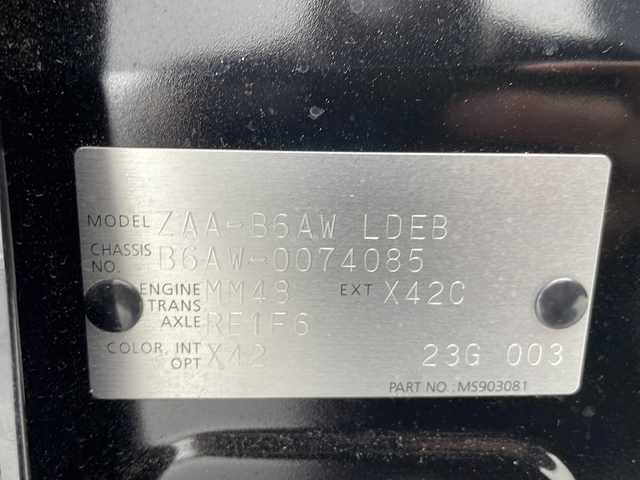 MODEL ZAA-B6AW LDEB
CHASSIS NO. B6AW-0074085
ENGINE MM48 EXT X42C
TRANS AXLE RE1F6
COLOR, INT OPT X42 23G 003
PART NO.:MS903081